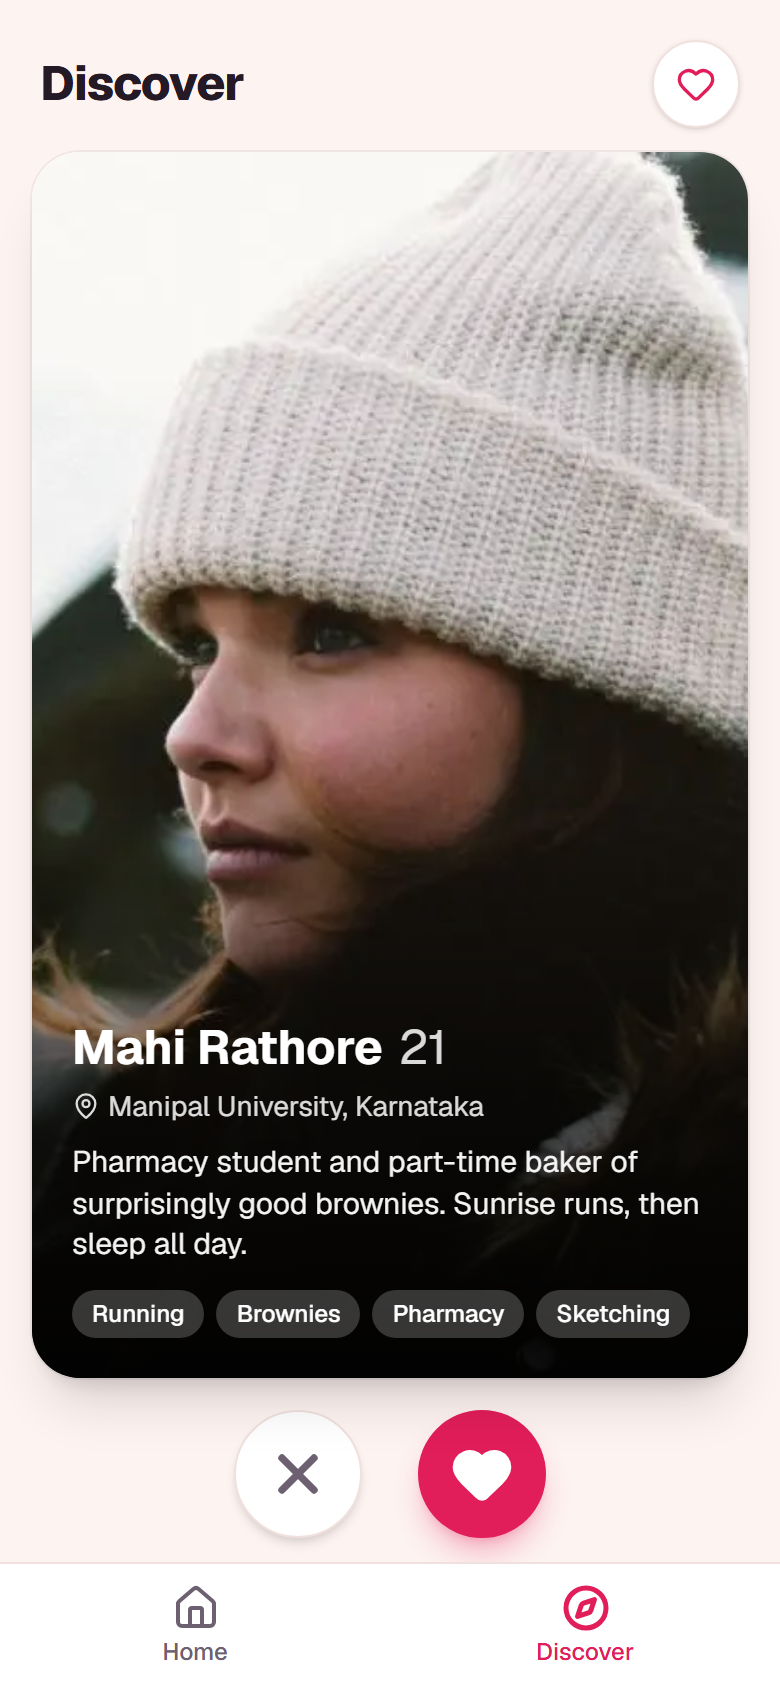 Discover
Mahi Rathore 21
Manipal University, Karnataka
Pharmacy student and part-time baker of
surprisingly good brownies. Sunrise runs, then
sleep all day.
Running Brownies Pharmacy Sketching
Home Discover